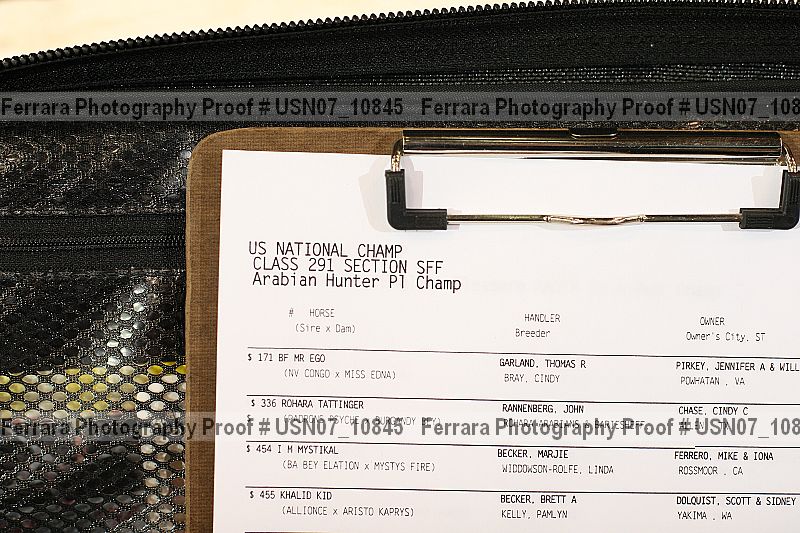 Ferrara Photography Proof # USN07_10845 Ferrara Photography Proof # USN07_108
US NATIONAL CHAMP
CLASS 291 SECTION SFF
Arabian Hunter Pl Champ
# HORSE HANDLER OWNER
(Sire x Dam) Breeder Owner's City, ST
$ 171 BF MR EGO GARLAND, THOMAS R PIRKEY, JENNIFER A & WILL
(NV CONGO x MISS EDNA) BRAY, CINDY POWHATAN , VA
$ 336 ROHARA TATTINGER RANNENBERG, JOHN CHASE, CINDY C
(PADRONS PSYCHE x BURGANDY
Ferrara Photography Proof # USN07_10845 Ferrara Photography Proof # USN07_108
$ 454 I M MYSTIKAL BECKER, MARJIE FERRERO, MIKE & IONA
(BA BEY ELATION x MYSTYS FIRE) WIDDOWSON-ROLFE, LINDA ROSSMOOR , CA
$ 455 KHALID KID BECKER, BRETT A DOLQUIST, SCOTT & SIDNEY
(ALLIONCE x ARISTO KAPRYS) KELLY, PAMLYN YAKIMA , WA